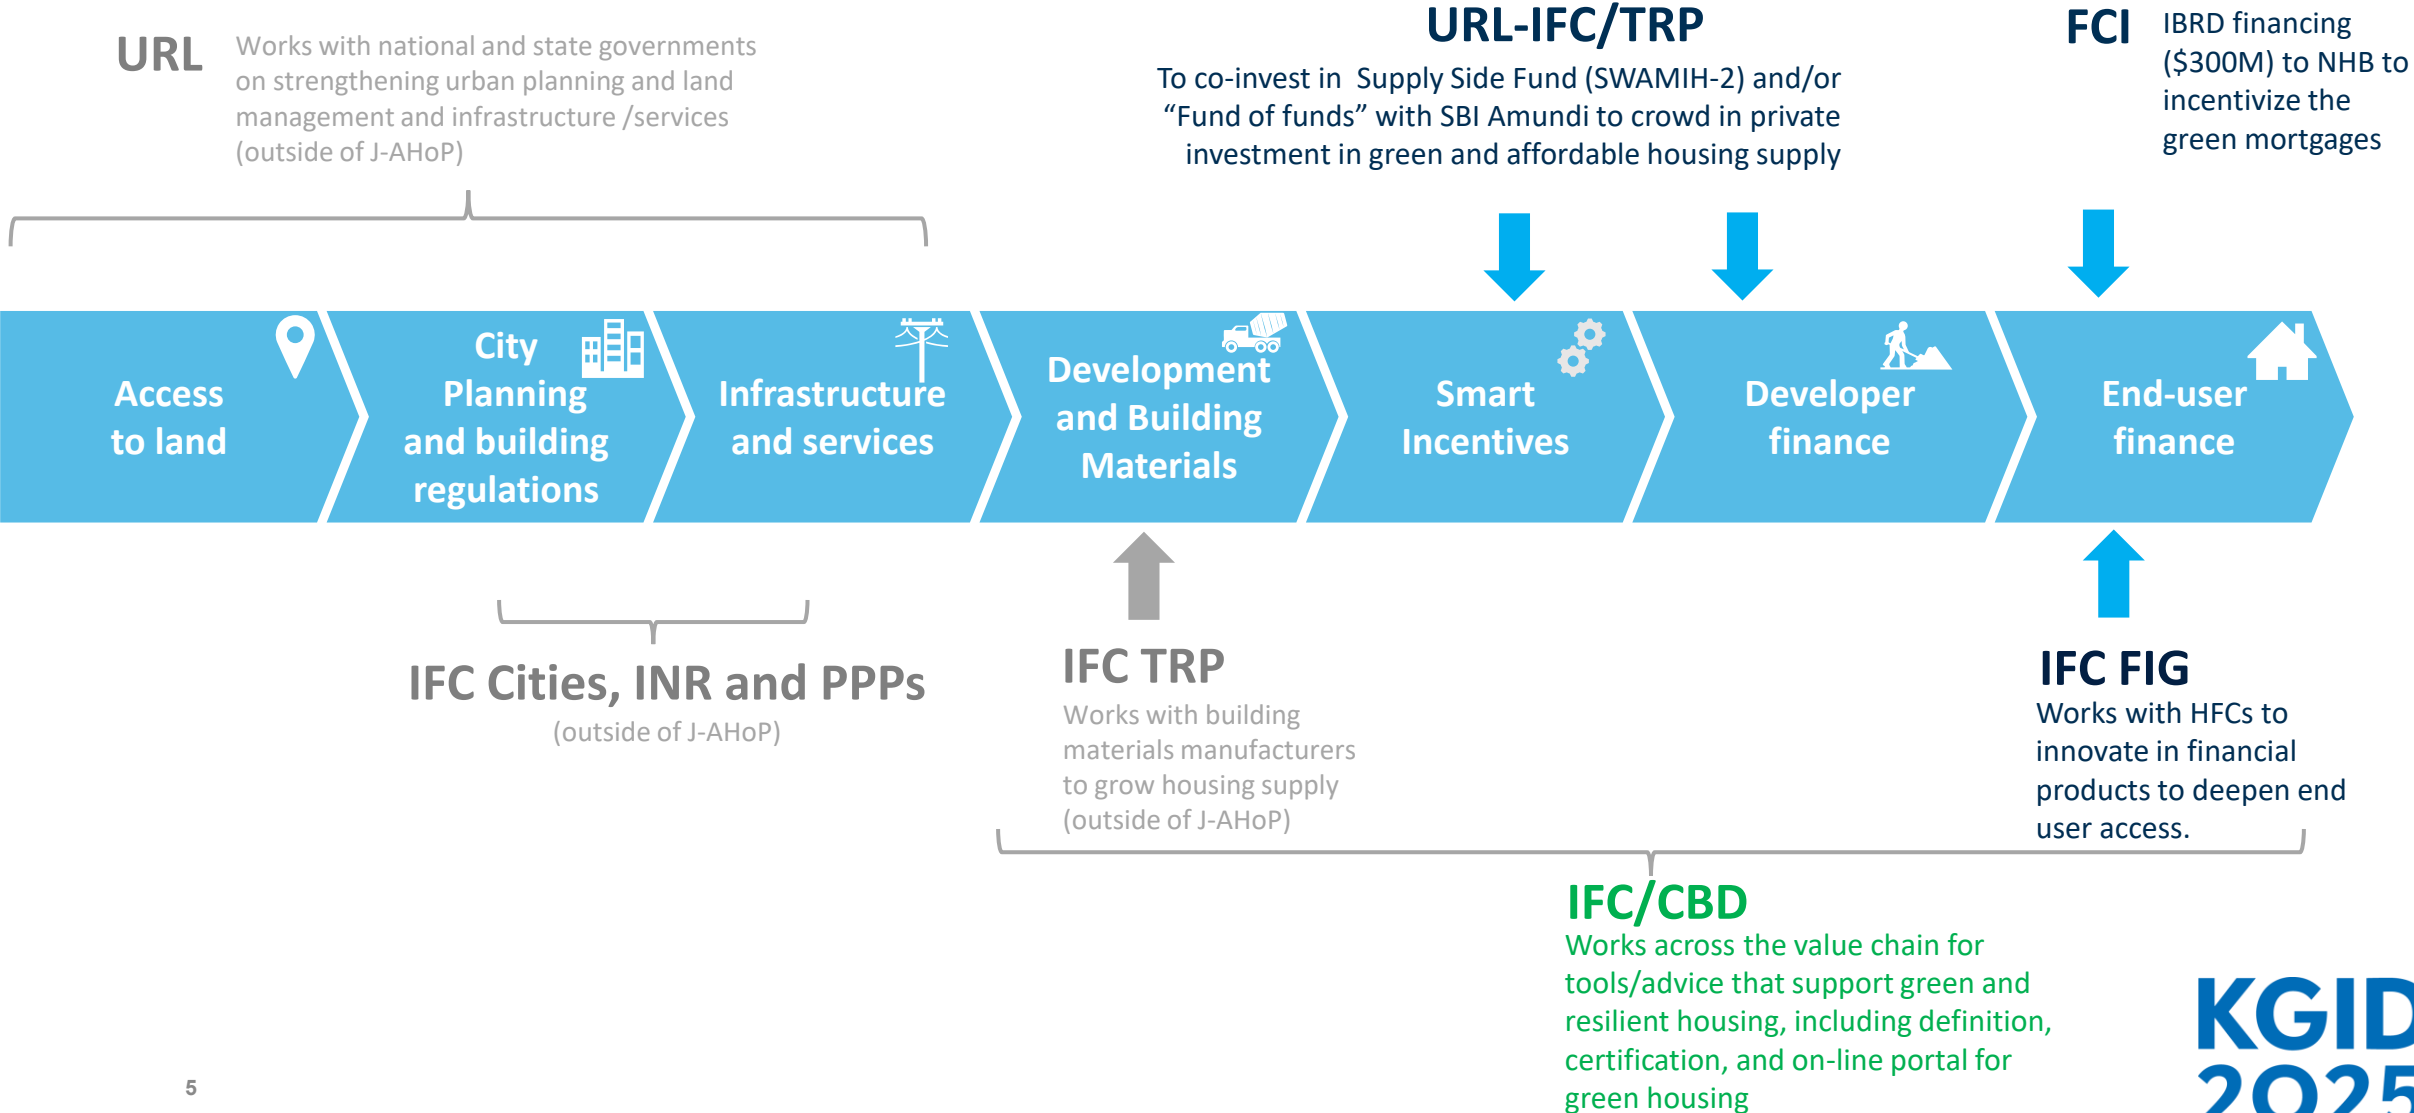 URL
Works with national and state governments
on strengthening urban planning and land
management and infrastructure /services
(outside of J-AHoP)
URL-IFC/TRP
To co-invest in Supply Side Fund (SWAMIH-2) and/or
“Fund of funds” with SBI Amundi to crowd in private
investment in green and affordable housing supply
FCI
IBRD financing
($300M) to NHB to
incentivize the
green mortgages
Access
to land
City
Planning
and building
regulations
Infrastructure
and services
Development
and Building
Materials
Smart
Incentives
Developer
finance
End-user
finance
IFC Cities, INR and PPPs
(outside of J-AHoP)
IFC TRP
Works with building
materials manufacturers
to grow housing supply
(outside of J-AHoP)
IFC FIG
Works with HFCs to
innovate in financial
products to deepen end
user access.
IFC/CBD
Works across the value chain for
tools/advice that support green and
resilient housing, including definition,
certification, and on-line portal for
green housing
KGID
2025
5